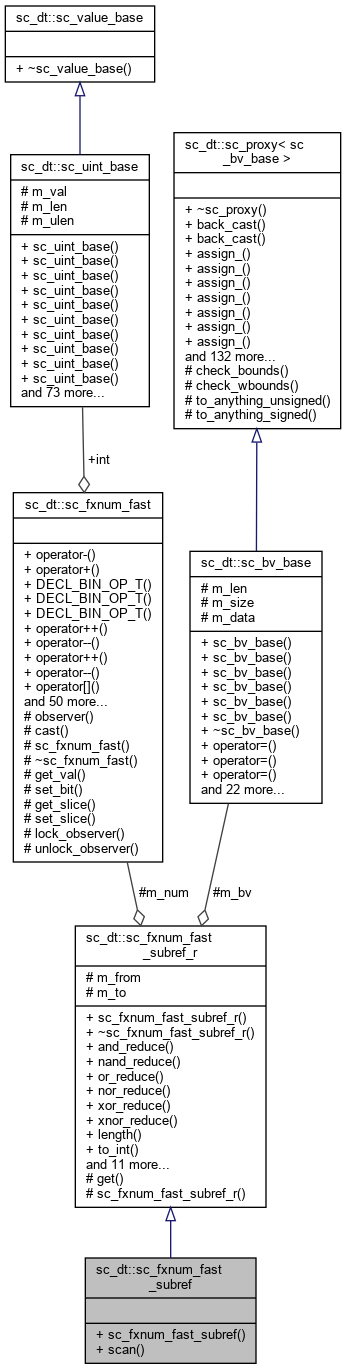 sc_dt::sc_value_base
+ ~sc_value_base()
sc_dt::sc_uint_base
# m_val
# m_len
# m_ulen
+ sc_uint_base()
+ sc_uint_base()
+ sc_uint_base()
+ sc_uint_base()
+ sc_uint_base()
+ sc_uint_base()
+ sc_uint_base()
+ sc_uint_base()
+ sc_uint_base()
+ sc_uint_base()
and 73 more...
sc_dt::sc_proxy< sc
_bv_base >
+ ~sc_proxy()
+ back_cast()
+ back_cast()
+ assign_()
+ assign_()
+ assign_()
+ assign_()
+ assign_()
+ assign_()
+ assign_()
and 132 more...
# check_bounds()
# check_wbounds()
# to_anything_unsigned()
# to_anything_signed()
+int
sc_dt::sc_fxnum_fast
+ operator-()
+ operator+()
+ DECL_BIN_OP_T()
+ DECL_BIN_OP_T()
+ DECL_BIN_OP_T()
+ operator++()
+ operator--()
+ operator++()
+ operator--()
+ operator[]()
and 50 more...
# observer()
# cast()
# sc_fxnum_fast()
# ~sc_fxnum_fast()
# get_val()
# set_bit()
# get_slice()
# set_slice()
# lock_observer()
# unlock_observer()
sc_dt::sc_bv_base
# m_len
# m_size
# m_data
+ sc_bv_base()
+ sc_bv_base()
+ sc_bv_base()
+ sc_bv_base()
+ sc_bv_base()
+ sc_bv_base()
+ ~sc_bv_base()
+ operator=()
+ operator=()
+ operator=()
and 22 more...
#m_num
#m_bv
sc_dt::sc_fxnum_fast
_subref_r
# m_from
# m_to
+ sc_fxnum_fast_subref_r()
+ ~sc_fxnum_fast_subref_r()
+ and_reduce()
+ nand_reduce()
+ or_reduce()
+ nor_reduce()
+ xor_reduce()
+ xnor_reduce()
+ length()
+ to_int()
and 11 more...
# get()
# sc_fxnum_fast_subref_r()
sc_dt::sc_fxnum_fast
_subref
+ sc_fxnum_fast_subref()
+ scan()